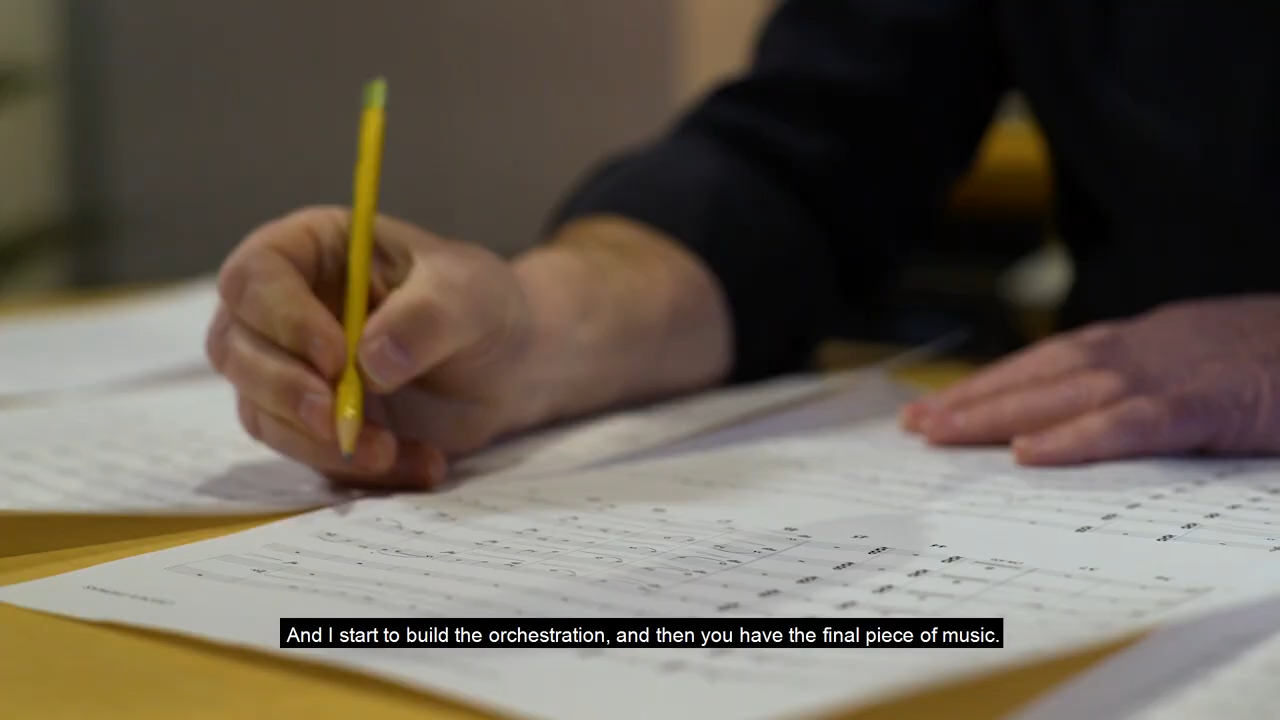 And I start to build the orchestration, and then you have the final piece of music.